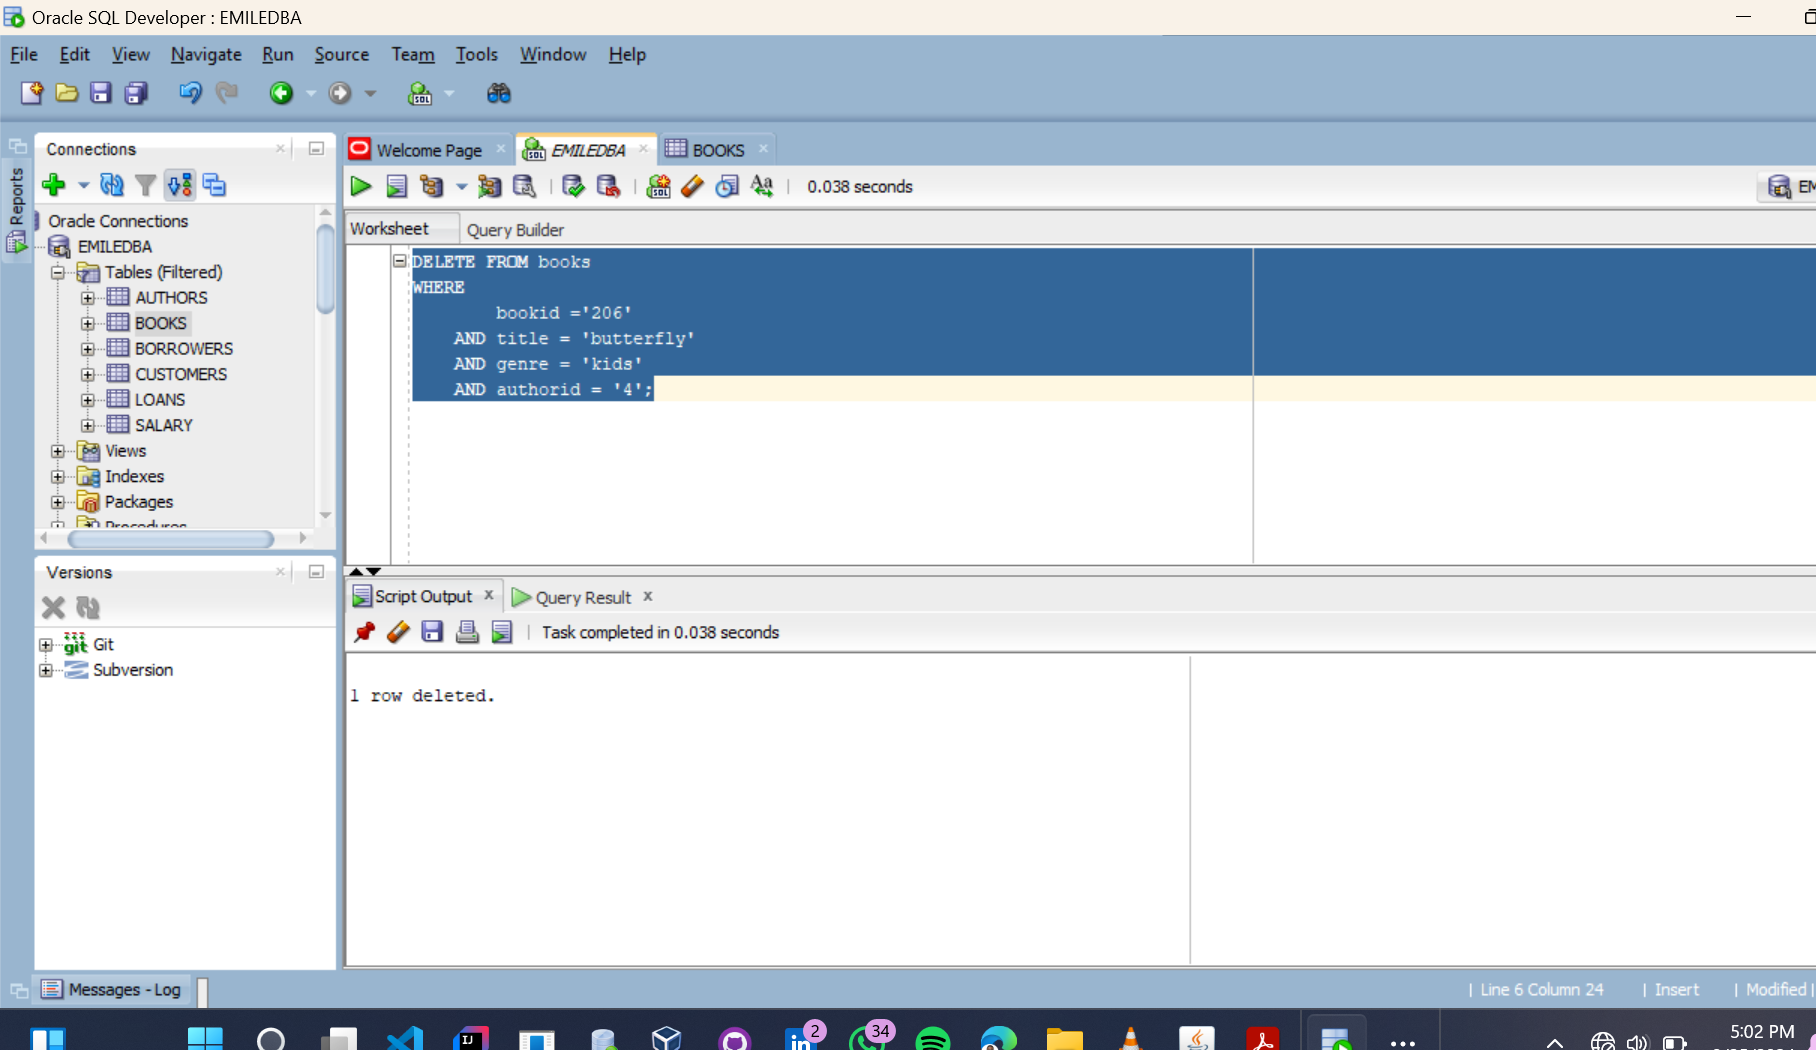 Oracle SQL Developer : EMILEDBA
File Edit View Navigate Run Source Team Tools Window Help
Reports
Connections
Oracle Connections
EMILEDBA
Tables (Filtered)
AUTHORS
BOOKS
BORROWERS
CUSTOMERS
LOANS
SALARY
Views
Indexes
Packages
Procedures
Versions
Git
Subversion
Welcome Page
EMILEDBA
BOOKS
0.038 seconds
EM
Worksheet
Query Builder
DELETE FROM books
WHERE
bookid ='206'
AND title = 'butterfly'
AND genre = 'kids'
AND authorid = '4';
Script Output
Query Result
Task completed in 0.038 seconds
1 row deleted.
Messages - Log
| Line 6 Column 24 | Insert | Modified |
2
34
5:02 PM